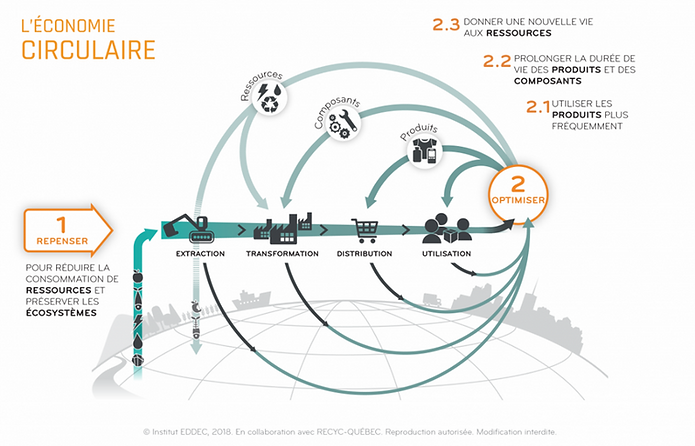 L'ÉCONOMIE
CIRCULAIRE
2.3 DONNER UNE NOUVELLE VIE
AUX RESSOURCES
2.2 PROLONGER LA DURÉE DE
VIE DES PRODUITS ET DES
COMPOSANTS
2.1 UTILISER LES
PRODUITS PLUS
FRÉQUEMMENT
Ressources
Composants
Produits
2
OPTIMISER
1
REPENSER
EXTRACTION
TRANSFORMATION
DISTRIBUTION
UTILISATION
POUR RÉDUIRE LA
CONSOMMATION DE
RESSOURCES ET
PRÉSERVER LES
ÉCOSYSTÈMES
© Institut EDDEC, 2018. En collaboration avec RECYC-QUÉBEC. Reproduction autorisée. Modification interdite.